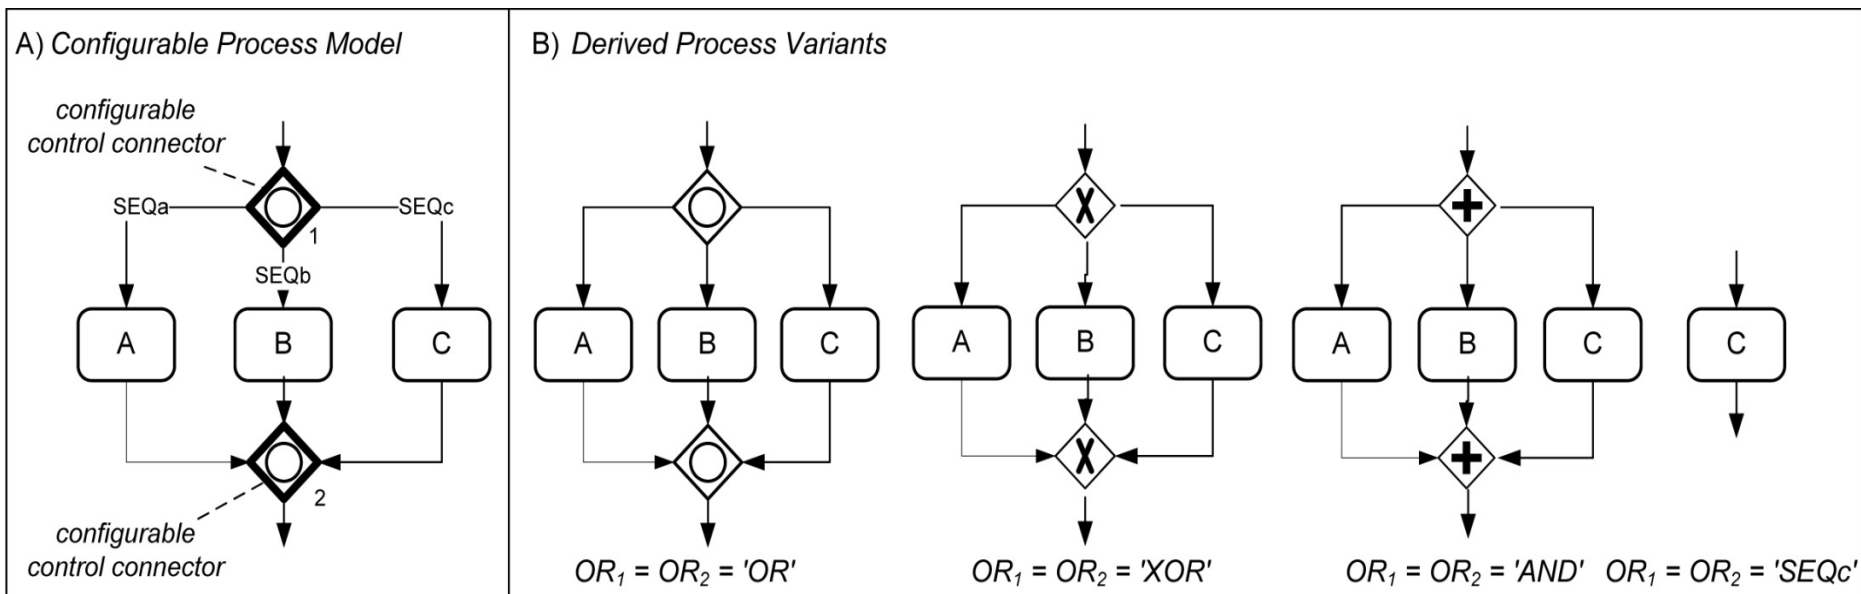 A) Configurable Process Model
configurable
control connector
SEQa
SEQc
1
SEQb
A
B
C
2
configurable
control connector
B) Derived Process Variants
A
B
C
OR1 = OR2 = 'OR'
X
A
B
C
X
OR1 = OR2 = 'XOR'
+
A
B
C
+
OR1 = OR2 = 'AND'
C
OR1 = OR2 = 'SEQc'